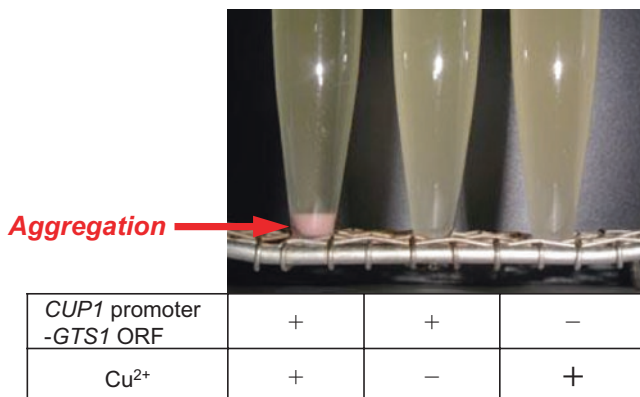 Aggregation
CUP1 promoter
-GTS1 ORF
+ + −
Cu²⁺
+ − +